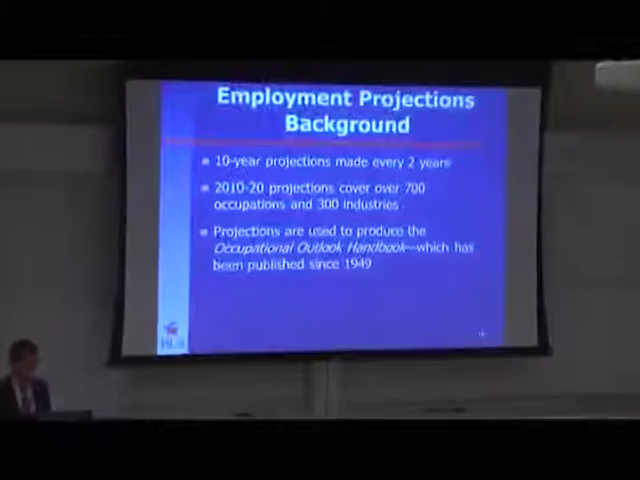 Employment Projections
Background
10-year projections made every 2 years
2010-20 projections cover over 700
occupations and 300 industries
Projections are used to produce the
Occupational Outlook Handbook—which has
been published since 1949
BLS